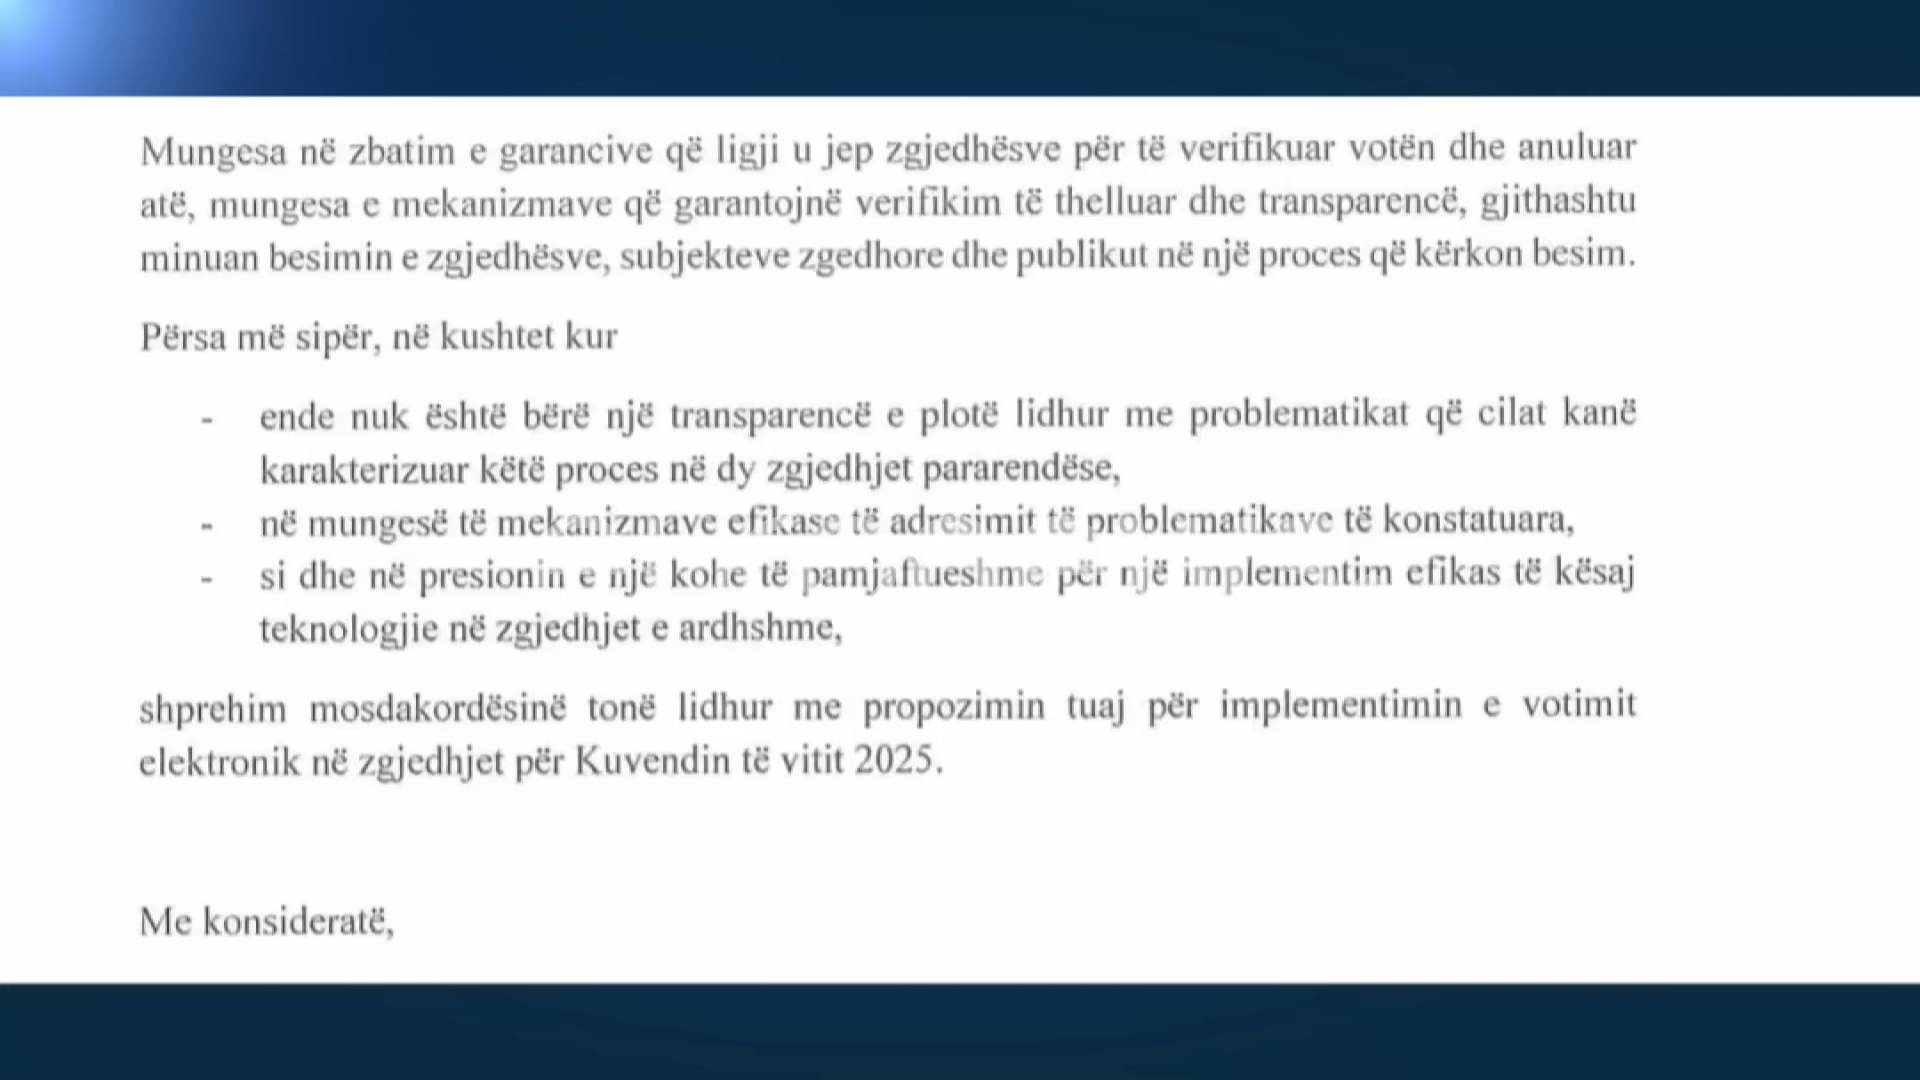 Mungesa në zbatim e garancive që ligji u jep zgjedhësve për të verifikuar votën dhe anuluar
atë, mungesa e mekanizmave që garantojnë verifikim të thelluar dhe transparencë, gjithashtu
minuan besimin e zgjedhësve, subjekteve zgedhore dhe publikut në një proces që kërkon besim.
Përsa më sipër, në kushtet kur
- ende nuk është bërë një transparencë e plotë lidhur me problematikat që cilat kanë
karakterizuar këtë proces në dy zgjedhjet pararendëse,
- në mungesë të mekanizmave efikase të adresimit të problematikave të konstatuara,
- si dhe në presionin e një kohe të pamjaftueshme për një implementim efikas të kësaj
teknologjie në zgjedhjet e ardhshme,
shprehim mosdakordësinë tonë lidhur me propozimin tuaj për implementimin e votimit
elektronik në zgjedhjet për Kuvendin të vitit 2025.
Me konsideratë,